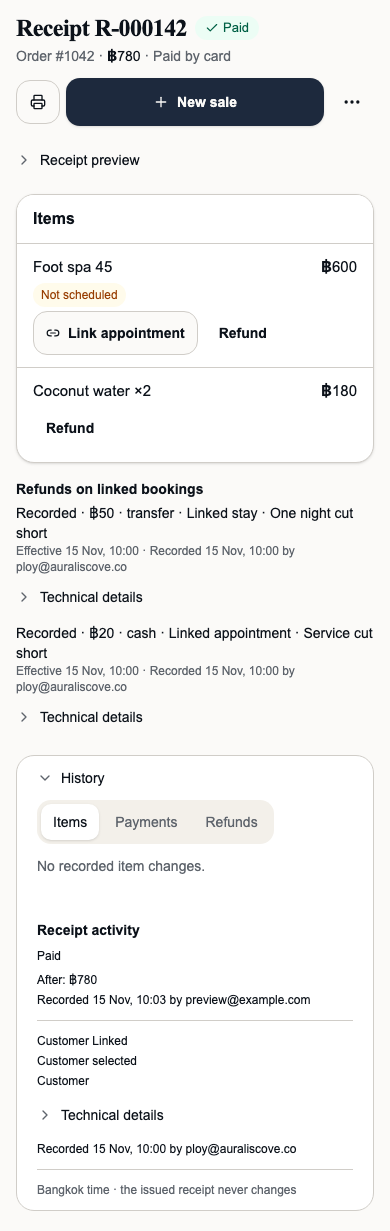 Receipt R-000142 Paid
Order #1042 · ฿780 · Paid by card
New sale
Receipt preview
Items
Foot spa 45 ฿600
Not scheduled
Link appointment Refund
Coconut water ×2 ฿180
Refund
Refunds on linked bookings
Recorded · ฿50 · transfer · Linked stay · One night cut
short
Effective 15 Nov, 10:00 · Recorded 15 Nov, 10:00 by
ploy@auraliscove.co
Technical details
Recorded · ฿20 · cash · Linked appointment · Service cut
short
Effective 15 Nov, 10:00 · Recorded 15 Nov, 10:00 by
ploy@auraliscove.co
Technical details
History
Items Payments Refunds
No recorded item changes.
Receipt activity
Paid
After: ฿780
Recorded 15 Nov, 10:03 by preview@example.com
Customer Linked
Customer selected
Customer
Technical details
Recorded 15 Nov, 10:00 by ploy@auraliscove.co
Bangkok time · the issued receipt never changes